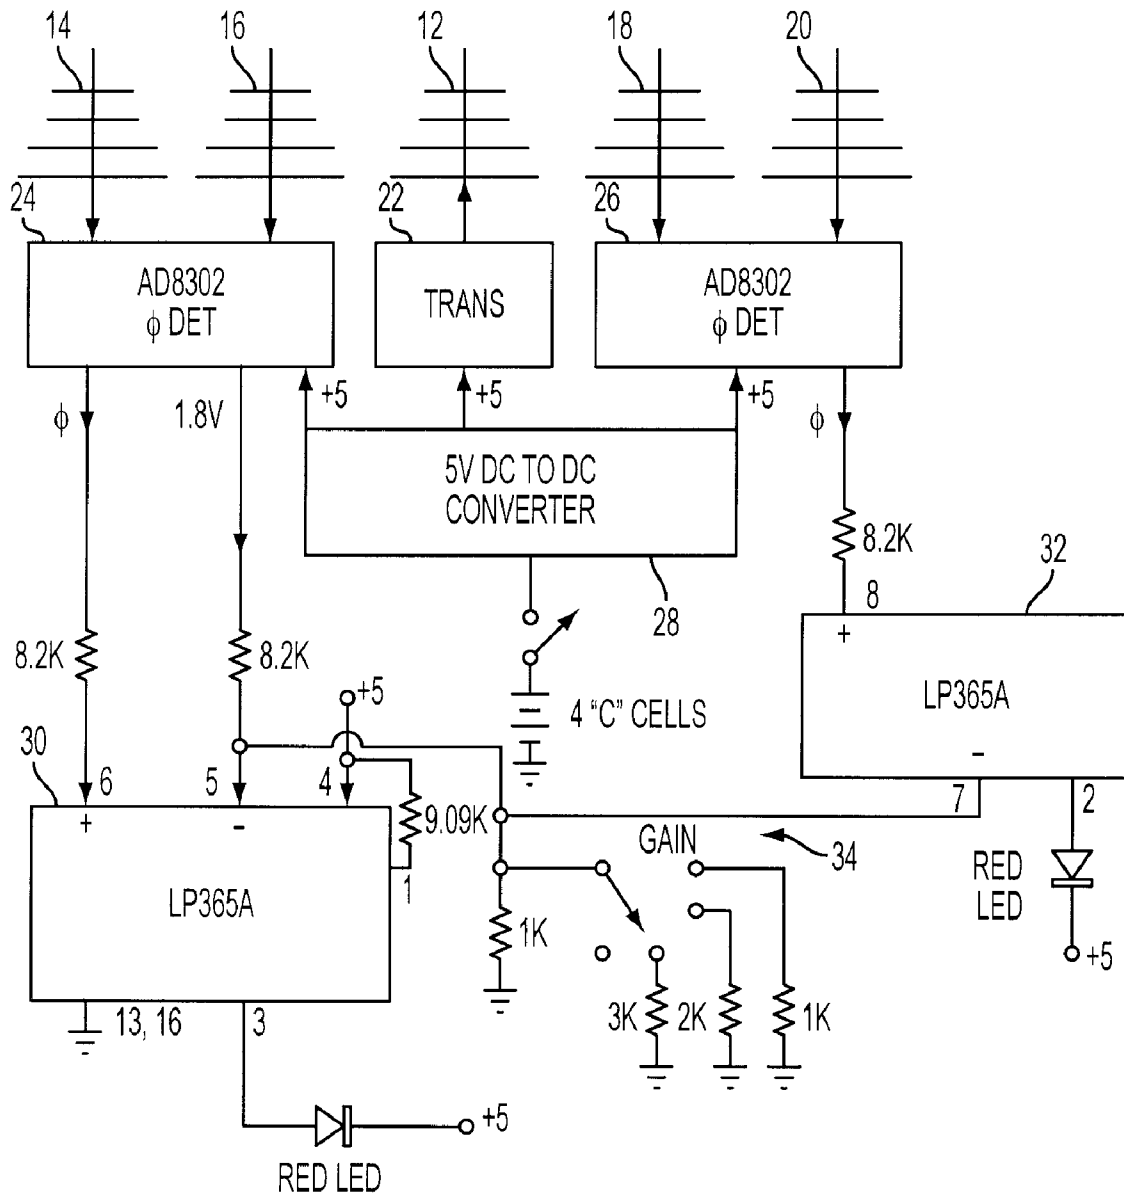 14 16 12 18 20
24 22 26
AD8302
ϕ DET
TRANS
AD8302
ϕ DET
+5 +5 +5
ϕ 1.8V ϕ
5V DC TO DC
CONVERTER
8.2K
32
28
8
+
8.2K 8.2K
LP365A
+5
4 "C" CELLS
30
6 5 4
-
7 2
+ -
9.09K
GAIN
34
1
LP365A
RED
LED
1K
+5
13, 16 3
3K 2K 1K
+5
RED LED